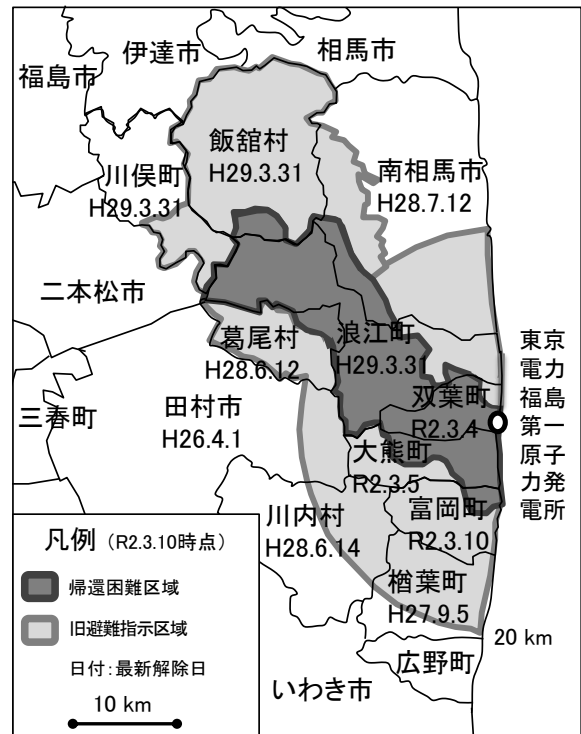 伊達市
相馬市
福島市
飯舘村
H29.3.31
川俣町
H29.3.31
南相馬市
H28.7.12
二本松市
葛尾村
H28.6.12
浪江町
H29.3.31
東京
電力
福島
第一
原子
力発
電所
三春町
田村市
H26.4.1
双葉町
R2.3.4
大熊町
R2.3.5
川内村
H28.6.14
富岡町
R2.3.10
楢葉町
H27.9.5
20 km
広野町
いわき市
凡例 (R2.3.10時点)
帰還困難区域
旧避難指示区域
日付:最新解除日
10 km